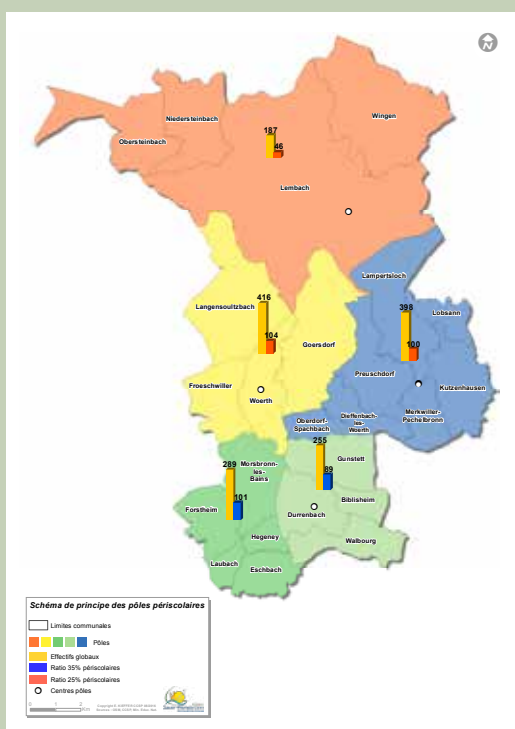 N
Wingen
Niedersteinbach
Obersteinbach
187
46
Lembach
Lampertsloch
416
Langensoultzbach
398
Lobsann
104
Goersdorf
100
Preuschdorf
Froeschwiller
Kutzenhausen
Woerth
Merkwiller-
Pechelbronn
Dieffenbach-
les-
Woerth
Oberdorf-
Spachbach
255
Gunstett
289
Morsbronn-
les-
Bains
89
101
Biblisheim
Forstheim
Durrenbach
Hegeney
Walbourg
Laubach
Eschbach
Schéma de principe des pôles périscolaires
Limites communales
Pôles
Effectifs globaux
Ratio 35% périscolaires
Ratio 25% périscolaires
Centres pôles
0 1 2